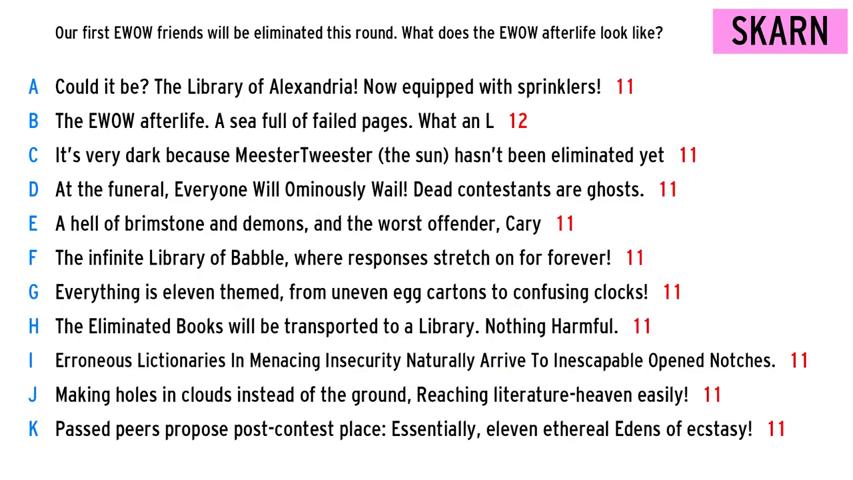 Our first EWOW friends will be eliminated this round. What does the EWOW afterlife look like?
SKARN
A Could it be? The Library of Alexandria! Now equipped with sprinklers! 11
B The EWOW afterlife. A sea full of failed pages. What an L 12
C It's very dark because MeesterTweester (the sun) hasn't been eliminated yet 11
D At the funeral, Everyone Will Ominously Wail! Dead contestants are ghosts. 11
E A hell of brimstone and demons, and the worst offender, Cary 11
F The infinite Library of Babble, where responses stretch on for forever! 11
G Everything is eleven themed, from uneven egg cartons to confusing clocks! 11
H The Eliminated Books will be transported to a Library. Nothing Harmful. 11
I Erroneous Lictionaries In Menacing Insecurity Naturally Arrive To Inescapable Opened Notches. 11
J Making holes in clouds instead of the ground, Reaching literature-heaven easily! 11
K Passed peers propose post-contest place: Essentially, eleven ethereal Edens of ecstasy! 11